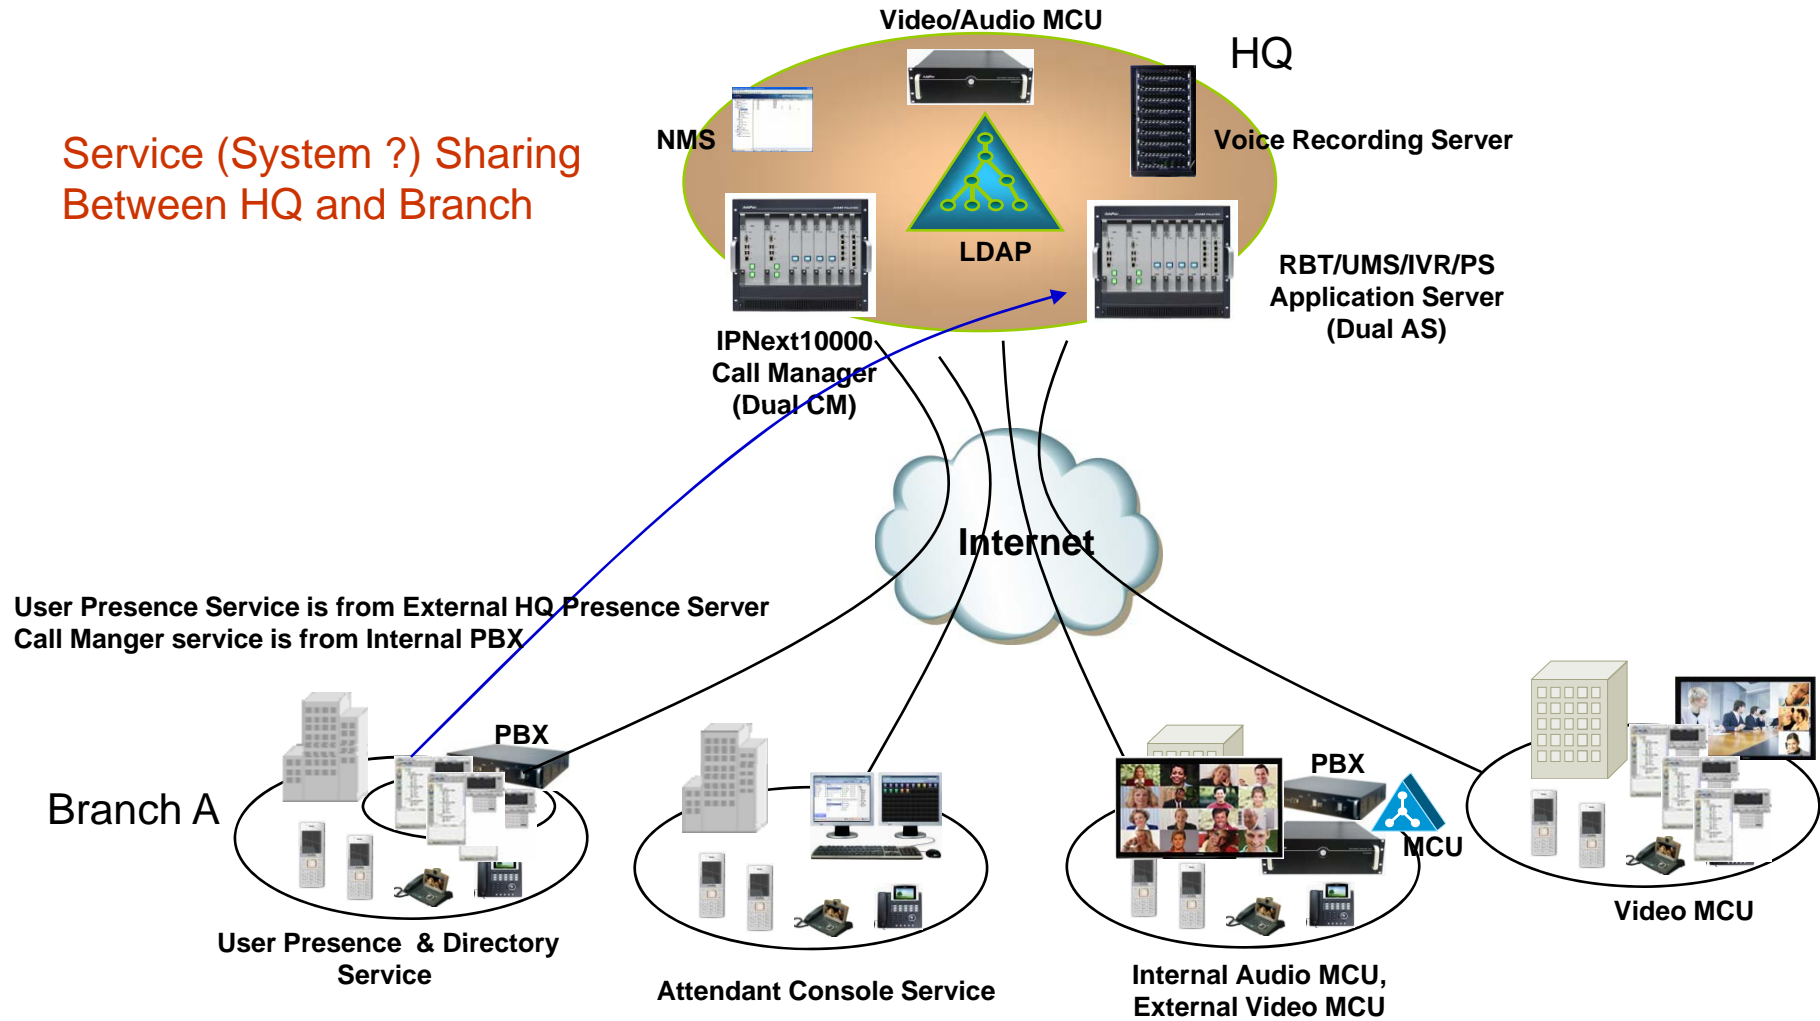 Video/Audio MCU
HQ
Service (System ?) Sharing
Between HQ and Branch
NMS
Voice Recording Server
LDAP
RBT/UMS/IVR/PS
Application Server
(Dual AS)
IPNext10000
Call Manager
(Dual CM)
Internet
User Presence Service is from External HQ Presence Server
Call Manger service is from Internal PBX
PBX
PBX
Branch A
MCU
Video MCU
User Presence & Directory
Service
Attendant Console Service
Internal Audio MCU,
External Video MCU